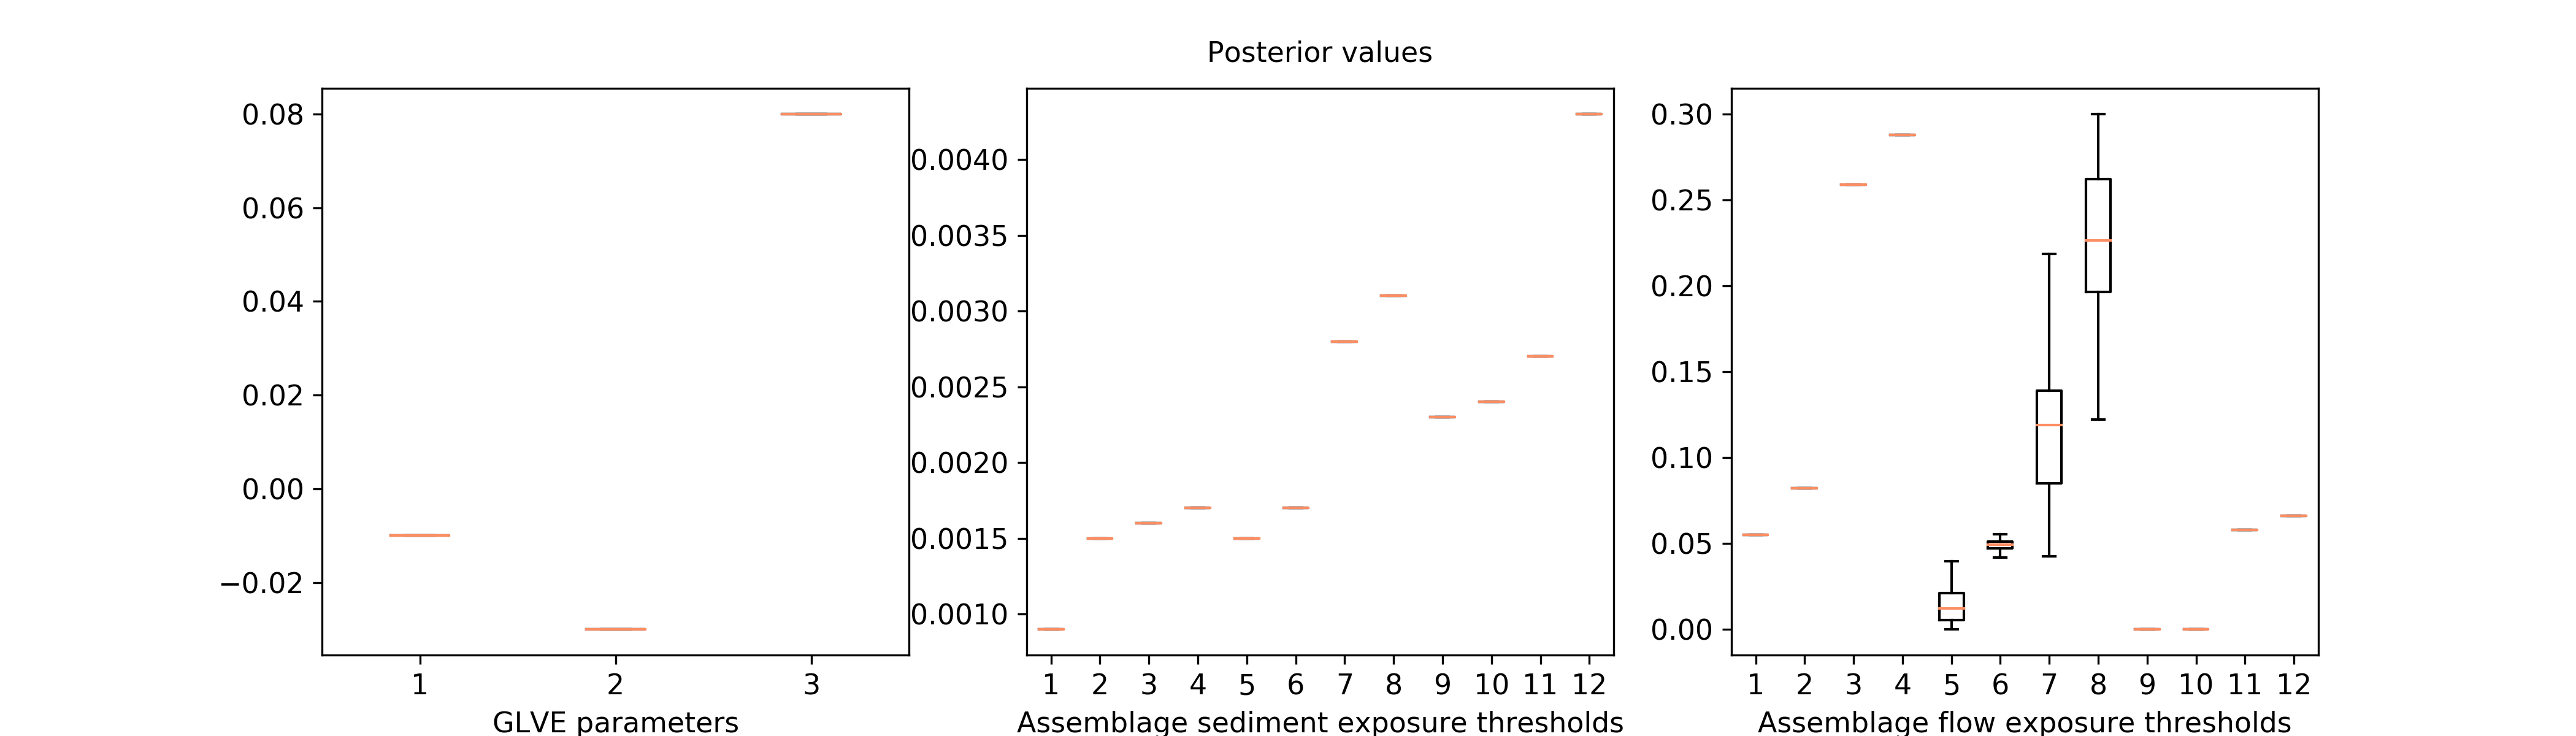 Posterior values
0.08
0.06
0.04
0.02
0.00
−0.02
1 2 3
GLVE parameters
0.0040
0.0035
0.0030
0.0025
0.0020
0.0015
0.0010
1 2 3 4 5 6 7 8 9 10 11 12
Assemblage sediment exposure thresholds
0.30
0.25
0.20
0.15
0.10
0.05
0.00
1 2 3 4 5 6 7 8 9 10 11 12
Assemblage flow exposure thresholds